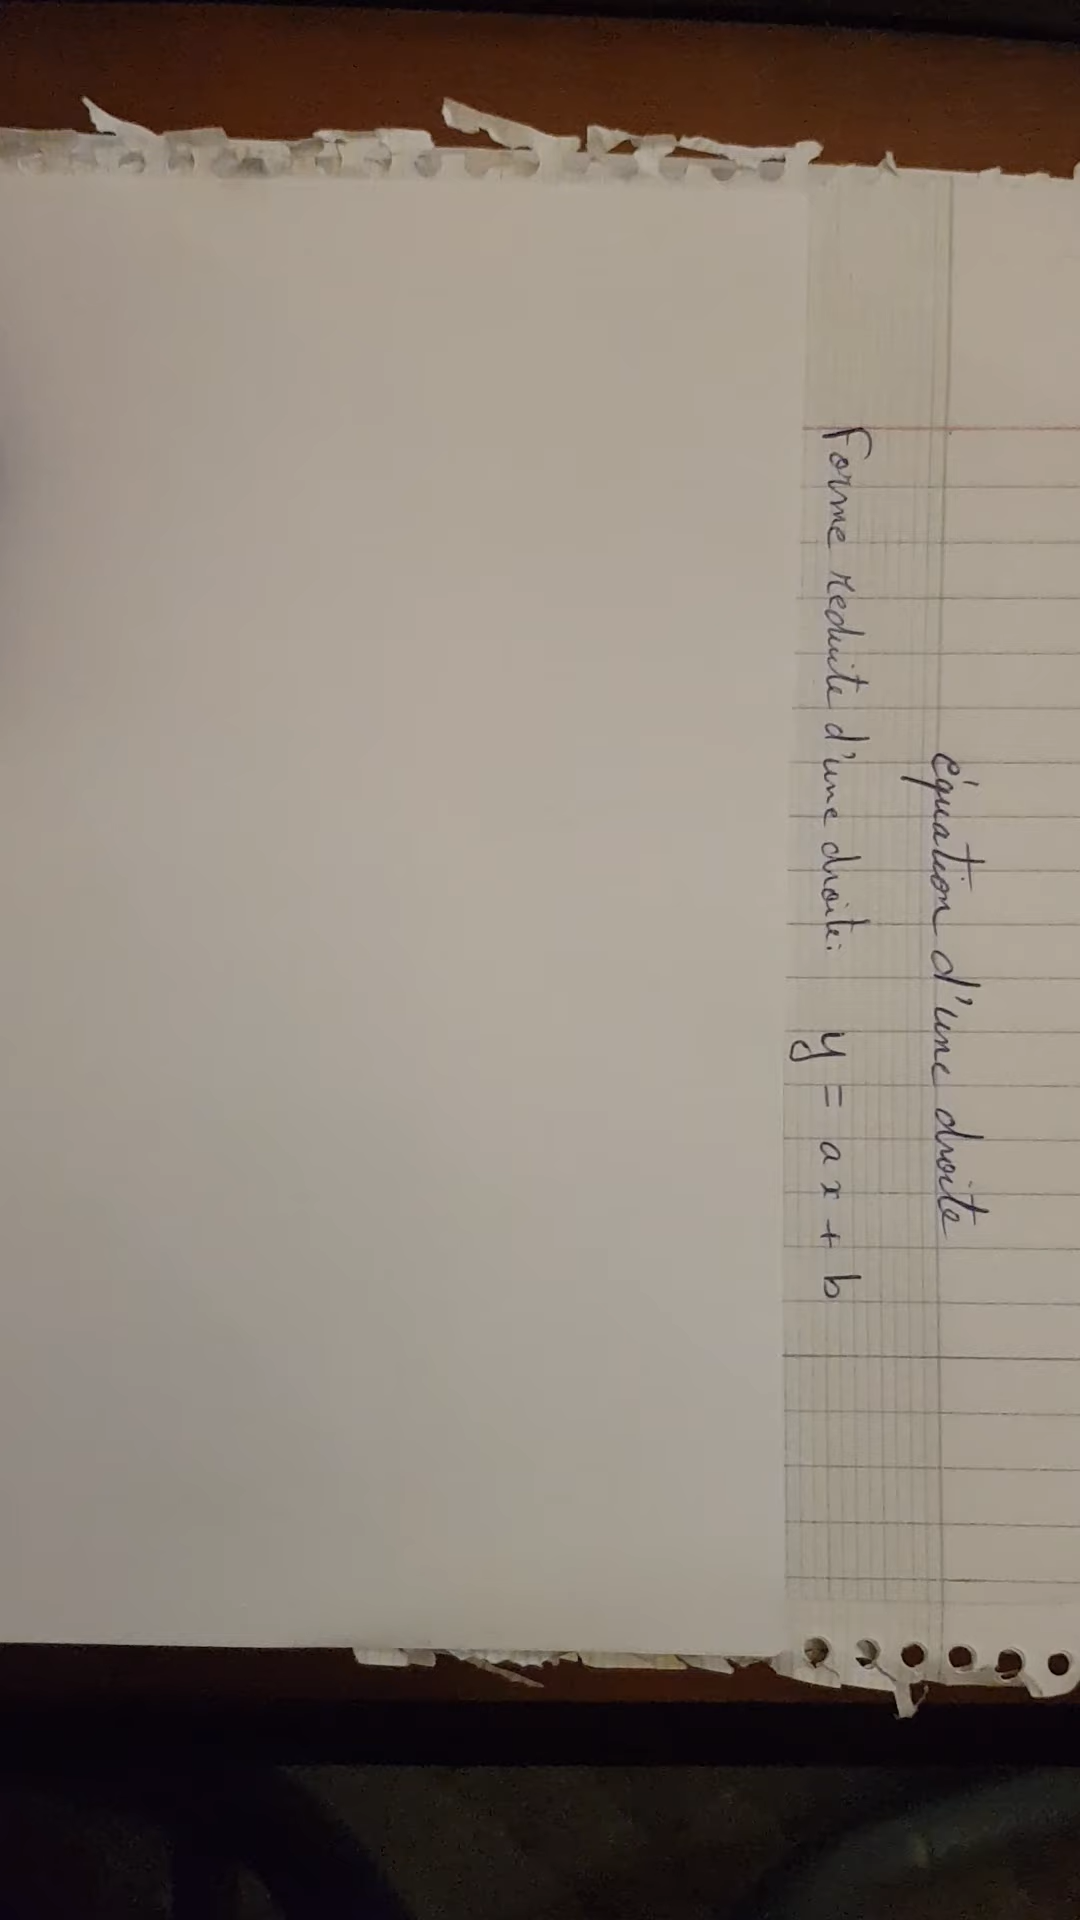 équation d'une droite
Forme reduite d'une droite: y = ax + b